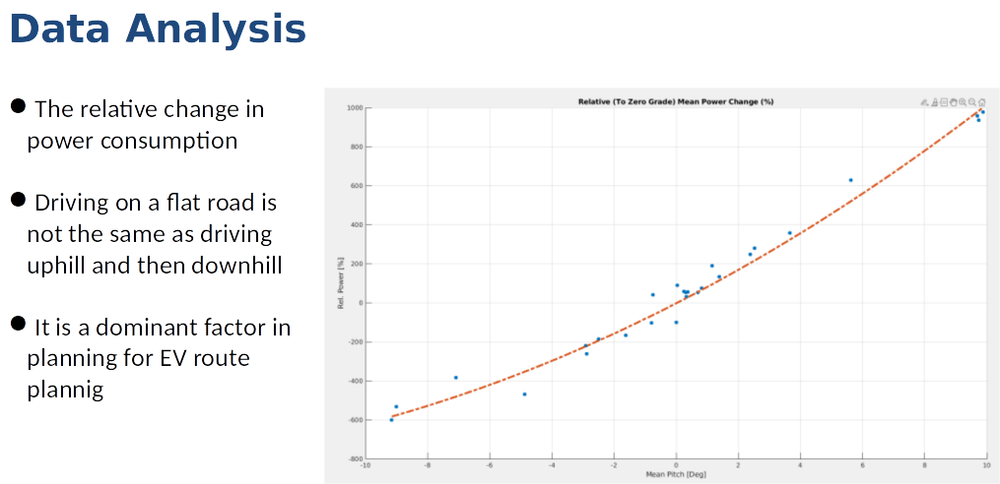 Data Analysis
● The relative change in
power consumption
● Driving on a flat road is
not the same as driving
uphill and then downhill
● It is a dominant factor in
planning for EV route
plannig
Relative (To Zero Grade) Mean Power Change (%)
Rel. Power [%]
1000
800
600
400
200
0
-200
-400
-600
-800
-10 -8 -6 -4 -2 0 2 4 6 8 10
Mean Pitch [Deg]